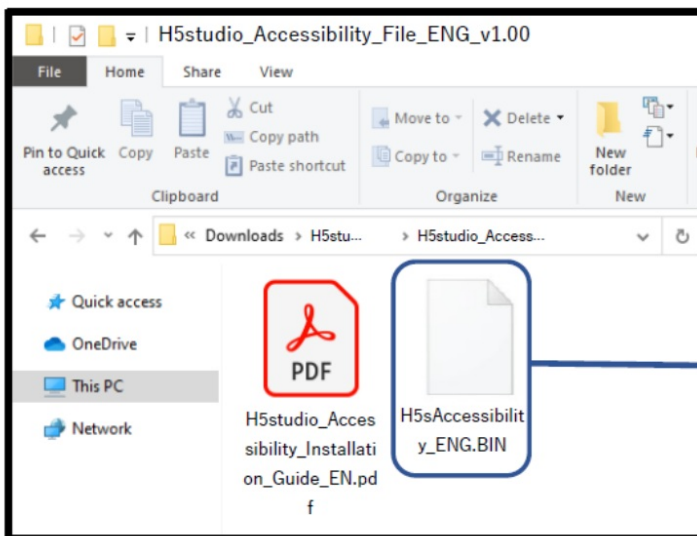 H5studio_Accessibility_File_ENG_v1.00
File Home Share View
Pin to Quick access
Copy
Paste
Cut
Copy path
Paste shortcut
Clipboard
Move to
Copy to
Delete
Rename
Organize
New folder
New
« Downloads > H5stu... > H5studio_Access...
Quick access
OneDrive
This PC
Network
PDF
H5studio_Acces
sibility_Installati
on_Guide_EN.pd
f
H5sAccessibilit
y_ENG.BIN